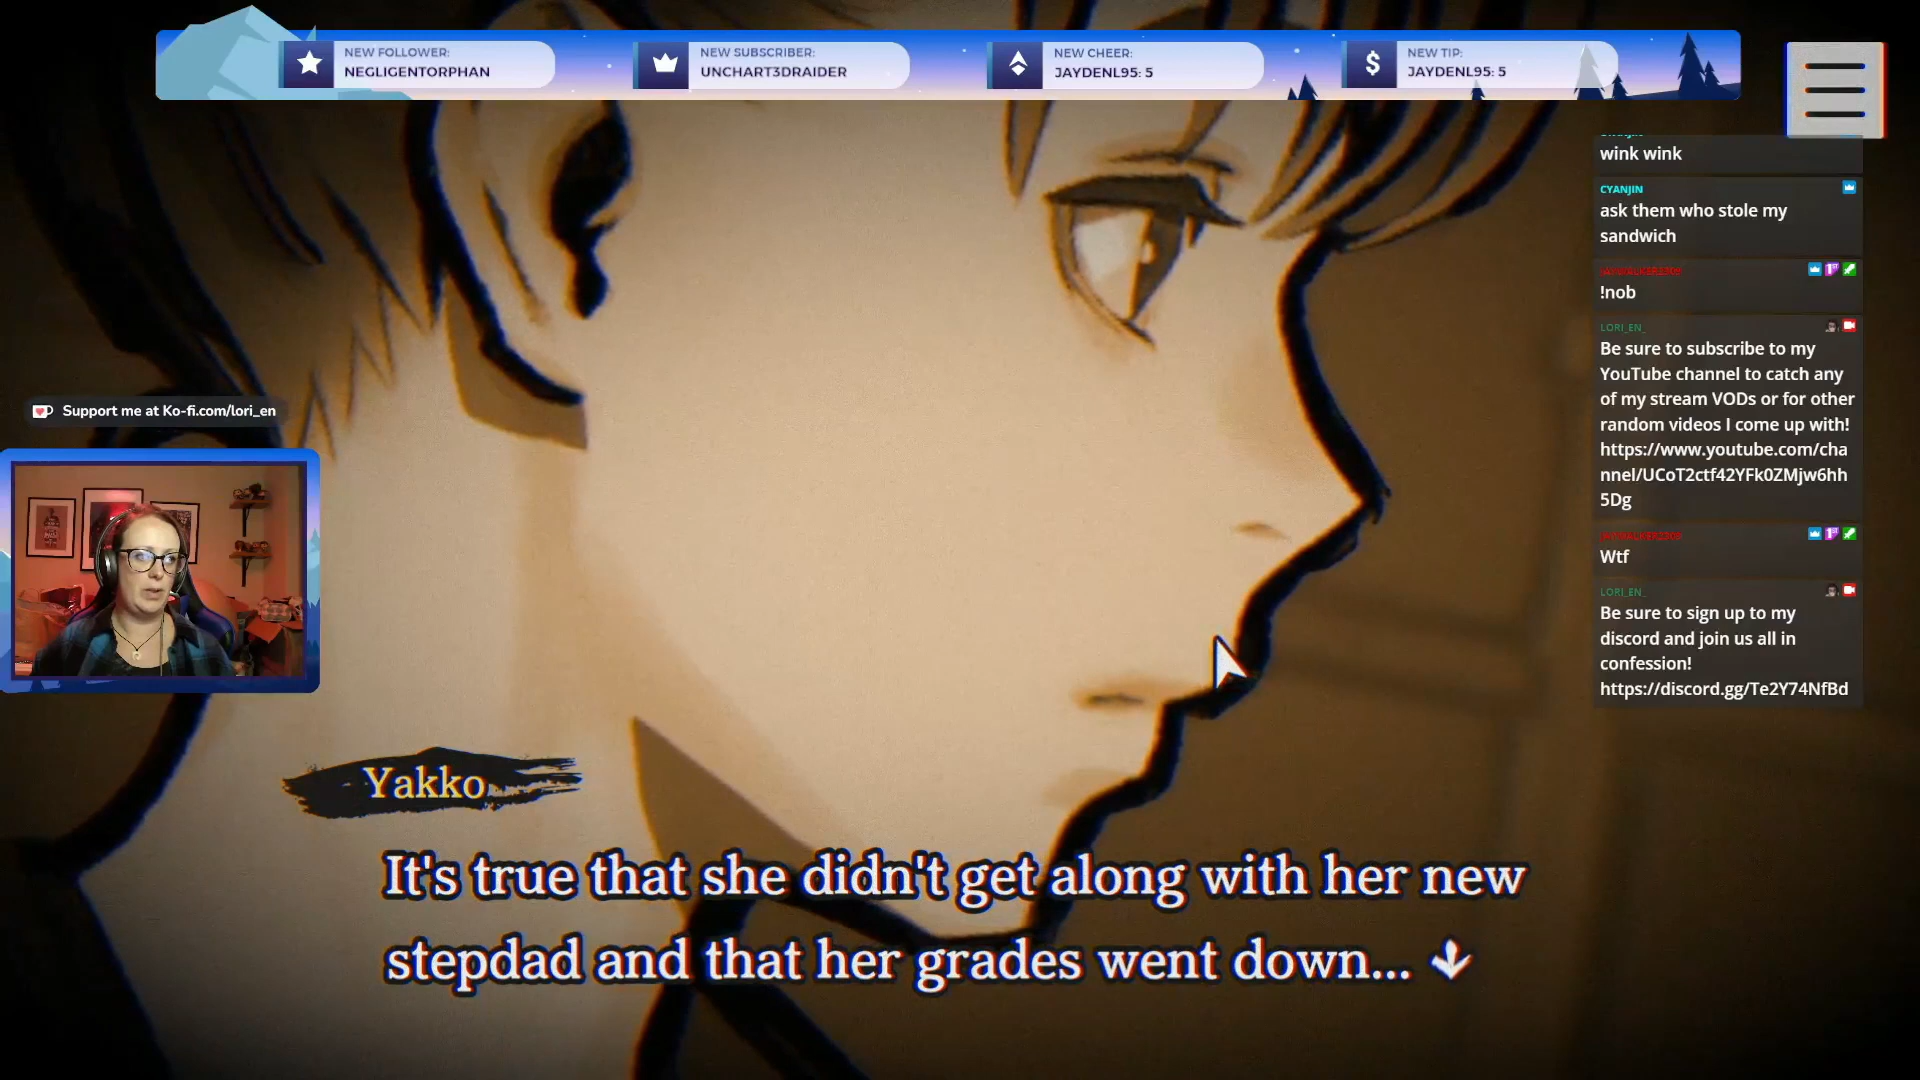 NEW FOLLOWER:
NEGLIGENTORPHAN
NEW SUBSCRIBER:
UNCHART3DRAIDER
NEW CHEER:
JAYDENL95: 5
NEW TIP:
JAYDENL95: 5
wink wink
CYANJIN
ask them who stole my
sandwich
!nob
LORI_EN_
Be sure to subscribe to my
YouTube channel to catch any
of my stream VODs or for other
random videos I come up with!
https://www.youtube.com/cha
nnel/UCoT2ctf42YFk0ZMjw6hh
5Dg
Wtf
LORI_EN_
Be sure to sign up to my
discord and join us all in
confession!
https://discord.gg/Te2Y74NfBd
Support me at Ko-fi.com/lori_en
Yakko
It's true that she didn't get along with her new
stepdad and that her grades went down...